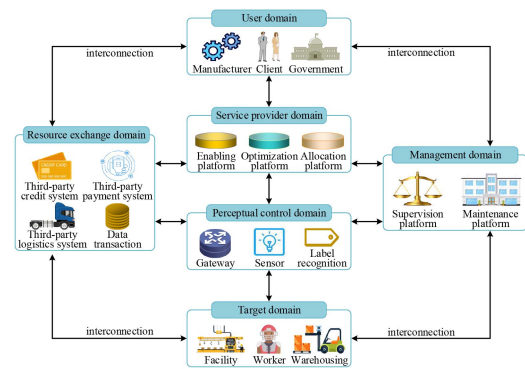 User domain
interconnection
interconnection
Manufacturer Client Government
Service provider domain
Enabling platform
Optimization platform
Allocation platform
Resource exchange domain
CREDIT CARD
Third-party credit system
Third-party payment system
Third-party logistics system
Data transaction
Management domain
Supervision platform
Maintenance platform
Perceptual control domain
Gateway
Sensor
Label recognition
Target domain
interconnection
interconnection
Facility Worker Warehousing